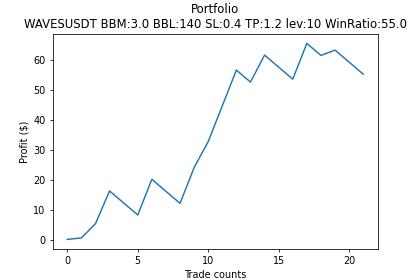 Portfolio
WAVESUSDT BBM:3.0 BBL:140 SL:0.4 TP:1.2 lev:10 WinRatio:55.0
Profit ($)
60
50
40
30
20
10
0
0 5 10 15 20
Trade counts